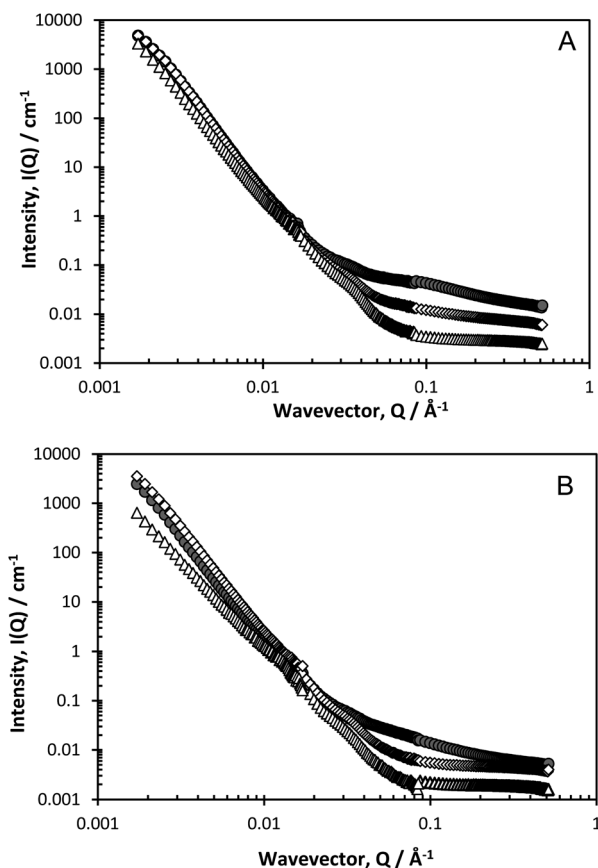 A
10000
1000
100
10
1
0.1
0.01
0.001
Intensity, I(Q) / cm-1
0.001 0.01 0.1 1
Wavevector, Q / Å-1
B
10000
1000
100
10
1
0.1
0.01
0.001
Intensity, I(Q) / cm-1
0.001 0.01 0.1 1
Wavevector, Q / Å-1